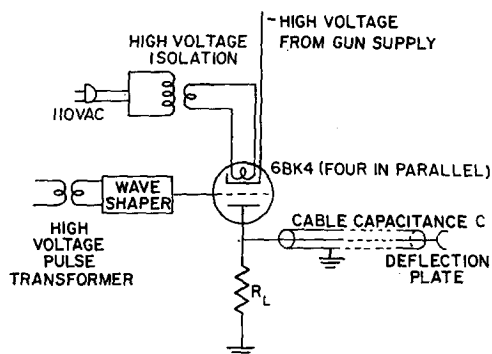 -HIGH VOLTAGE
FROM GUN SUPPLY
HIGH VOLTAGE
ISOLATION
110VAC
6BK4 (FOUR IN PARALLEL)
WAVE
SHAPER
HIGH
VOLTAGE
PULSE
TRANSFORMER
CABLE CAPACITANCE C
DEFLECTION
PLATE
RL